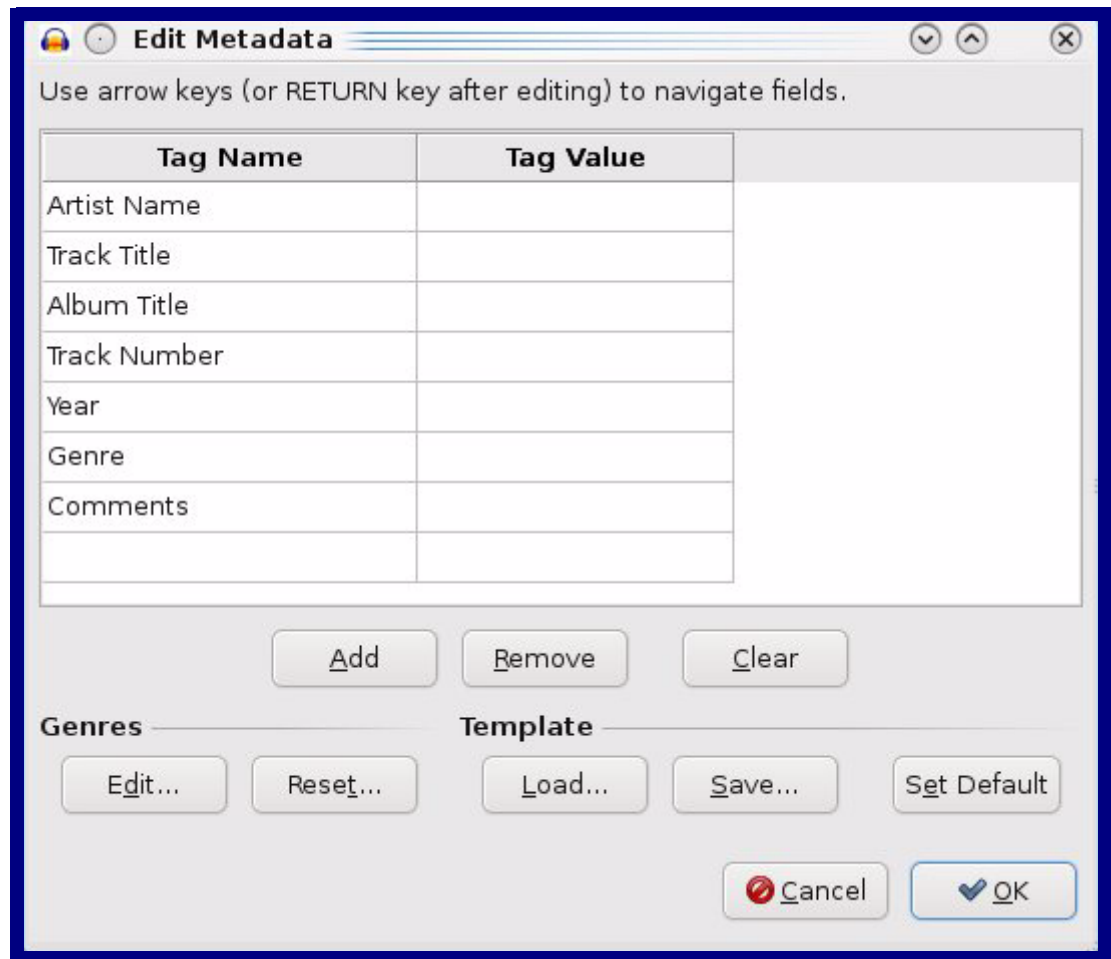 Edit Metadata
Use arrow keys (or RETURN key after editing) to navigate fields.
Tag Name Tag Value
Artist Name
Track Title
Album Title
Track Number
Year
Genre
Comments
Add Remove Clear
Genres Template
Edit... Reset... Load... Save... Set Default
Cancel OK